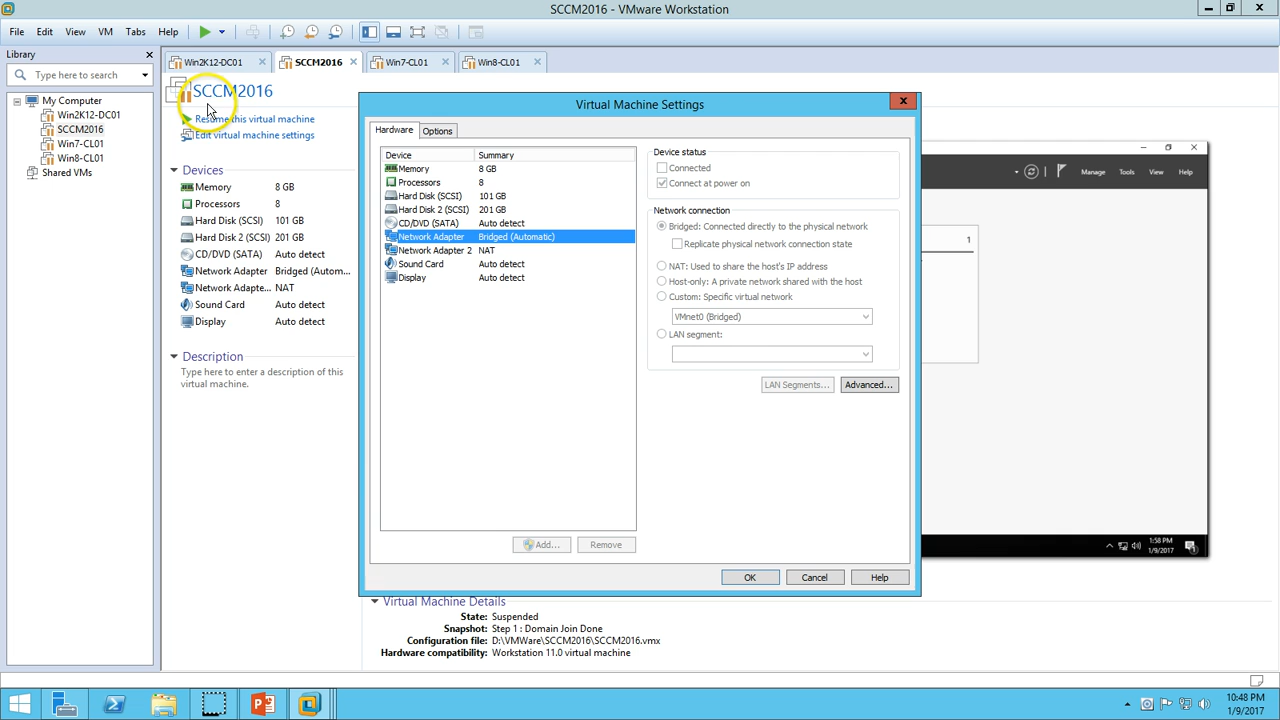 SCCM2016 - VMware Workstation
File Edit View VM Tabs Help
Library
Type here to search
My Computer
Win2K12-DC01
SCCM2016
Win7-CL01
Win8-CL01
Shared VMs
Win2K12-DC01 SCCM2016 Win7-CL01 Win8-CL01
SCCM2016
Resume this virtual machine
Edit virtual machine settings
Devices
Memory 8 GB
Processors 8
Hard Disk (SCSI) 101 GB
Hard Disk 2 (SCSI) 201 GB
CD/DVD (SATA) Auto detect
Network Adapter Bridged (Autom...
Network Adapte... NAT
Sound Card Auto detect
Display Auto detect
Description
Type here to enter a description of this
virtual machine.
Virtual Machine Settings
Hardware Options
Device Summary
Memory 8 GB
Processors 8
Hard Disk (SCSI) 101 GB
Hard Disk 2 (SCSI) 201 GB
CD/DVD (SATA) Auto detect
Network Adapter Bridged (Automatic)
Network Adapter 2 NAT
Sound Card Auto detect
Display Auto detect
Add... Remove
Device status
Connected
Connect at power on
Network connection
Bridged: Connected directly to the physical network
Replicate physical network connection state
NAT: Used to share the host's IP address
Host-only: A private network shared with the host
Custom: Specific virtual network
VMnet0 (Bridged)
LAN segment:
LAN Segments... Advanced...
OK Cancel Help
Manage Tools View Help
1
1:58 PM
1/9/2017
Virtual Machine Details
State: Suspended
Snapshot: Step 1 : Domain Join Done
Configuration file: D:\VMWare\SCCM2016\SCCM2016.vmx
Hardware compatibility: Workstation 11.0 virtual machine
10:48 PM
1/9/2017